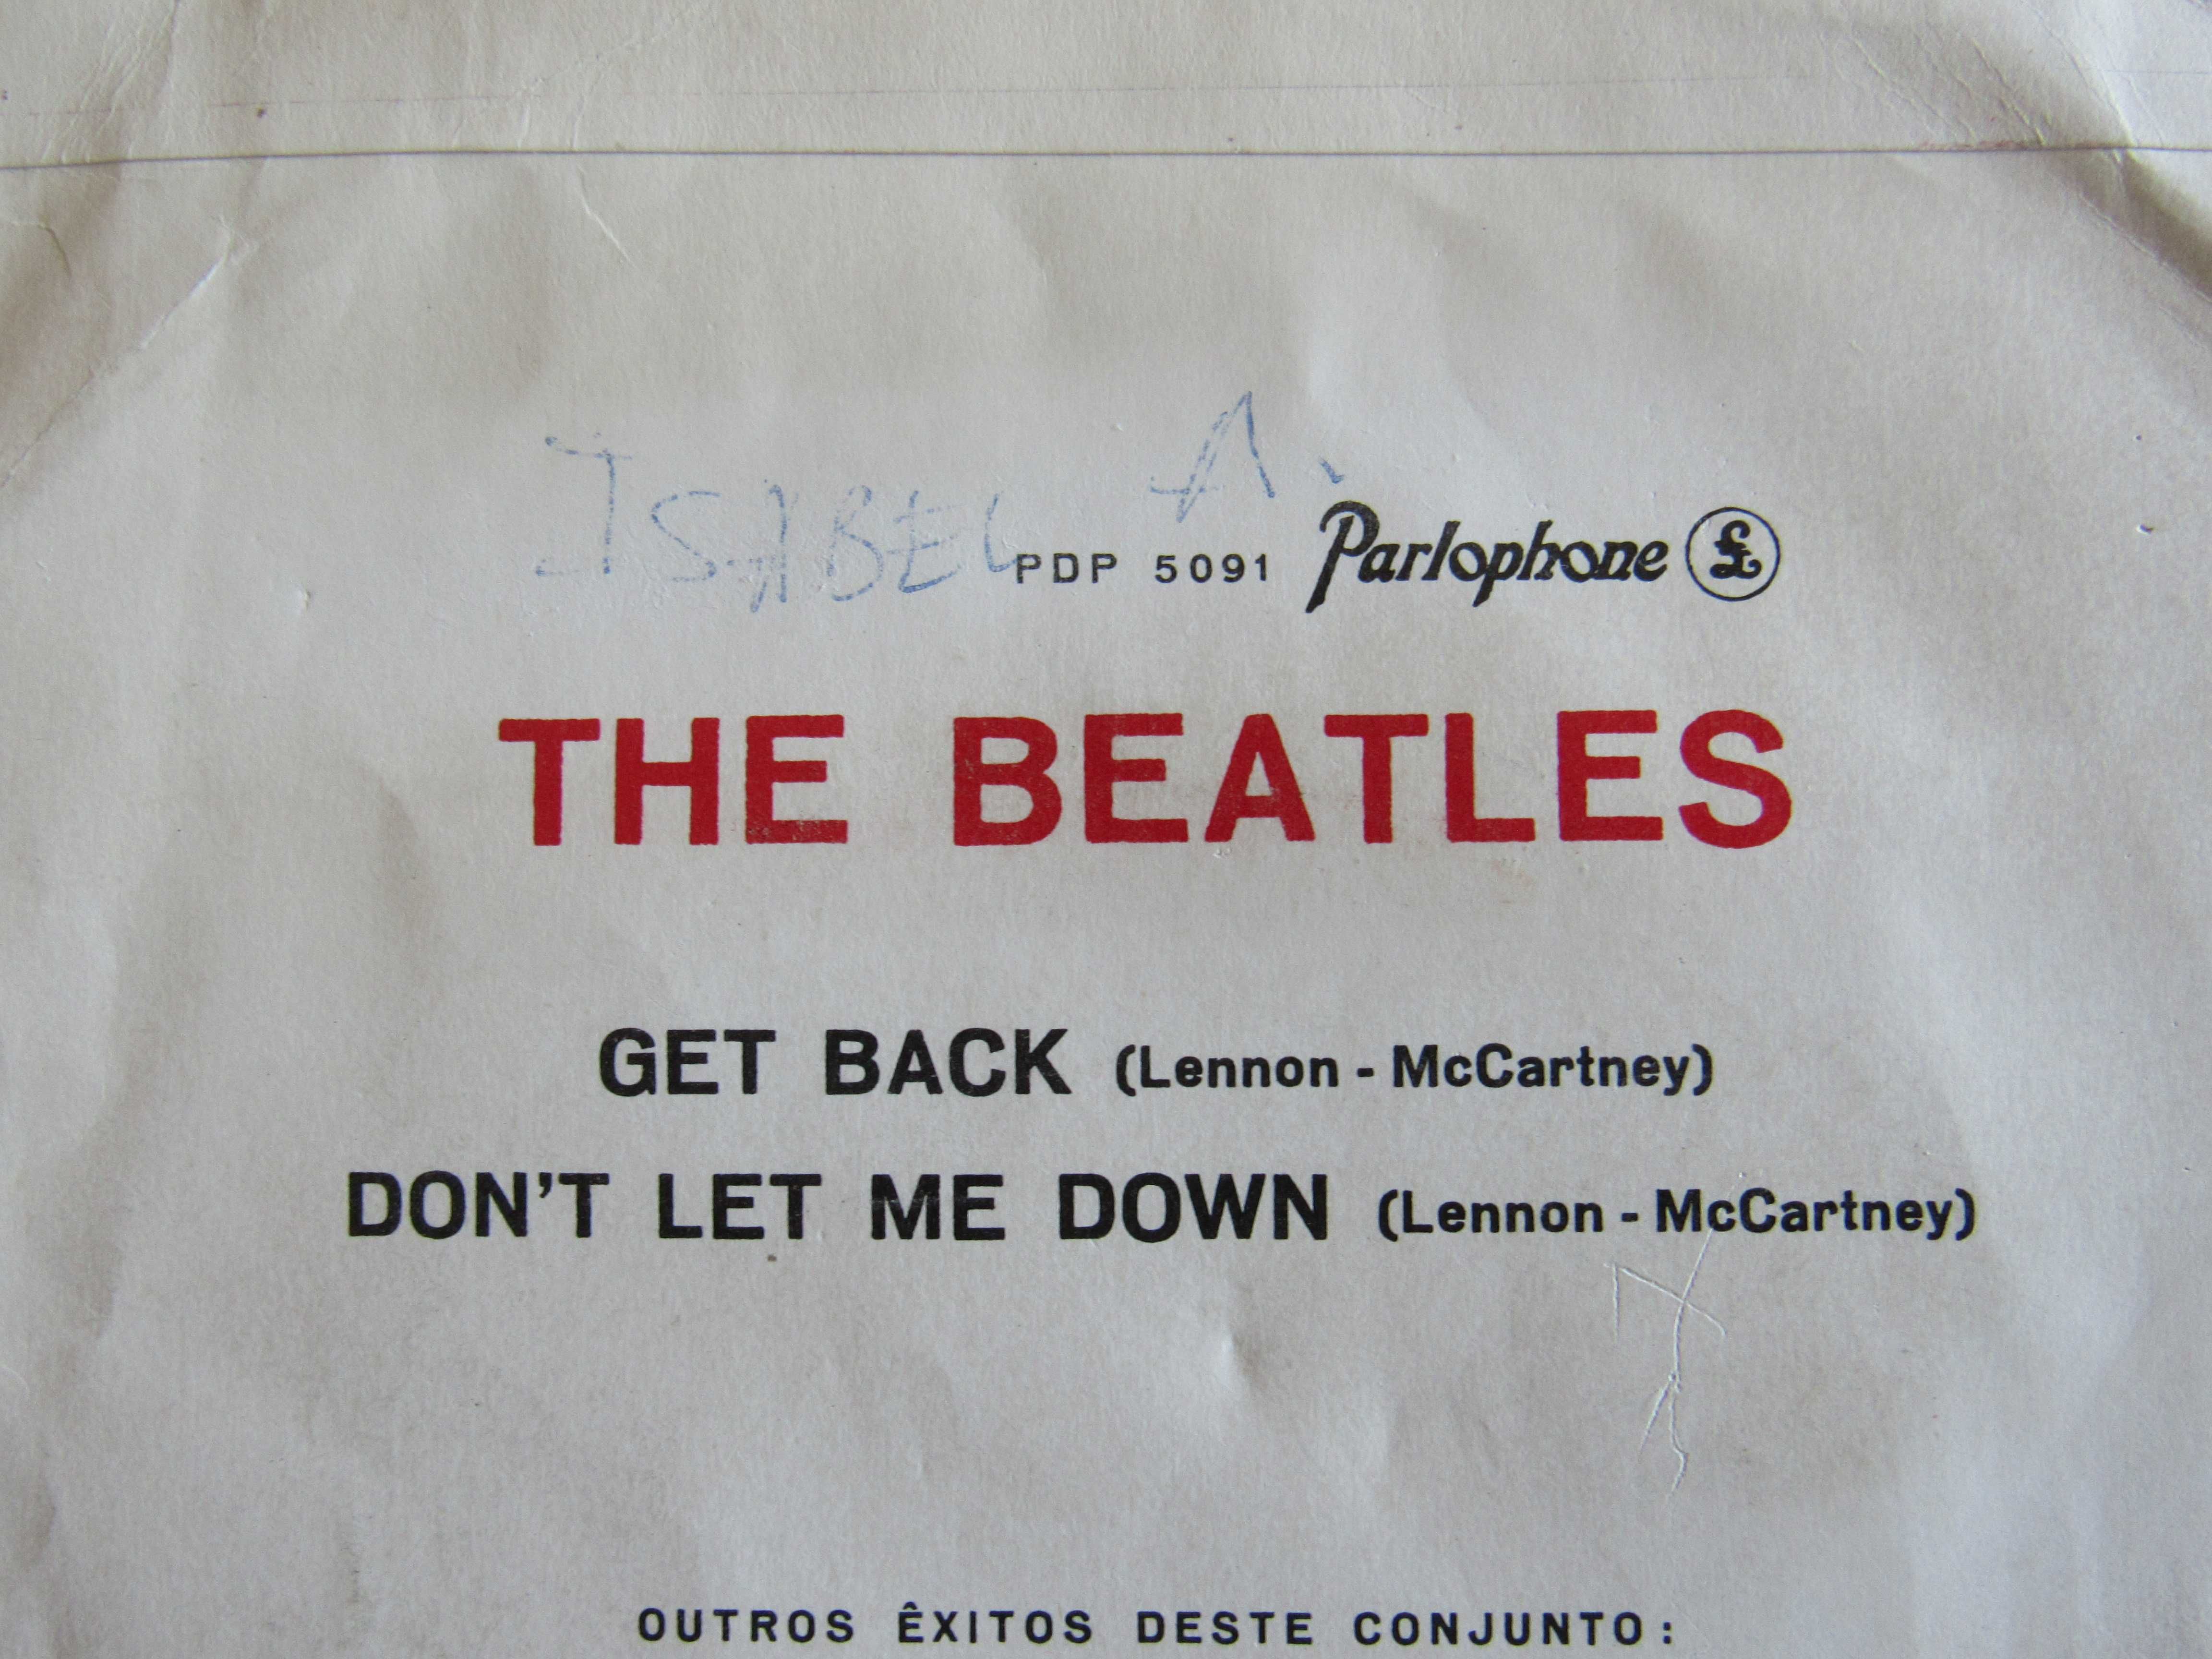 ISABEL A.
PDP 5091 Parlophone £
THE BEATLES
GET BACK (Lennon - McCartney)
DON'T LET ME DOWN (Lennon - McCartney)
OUTROS ÊXITOS DESTE CONJUNTO: